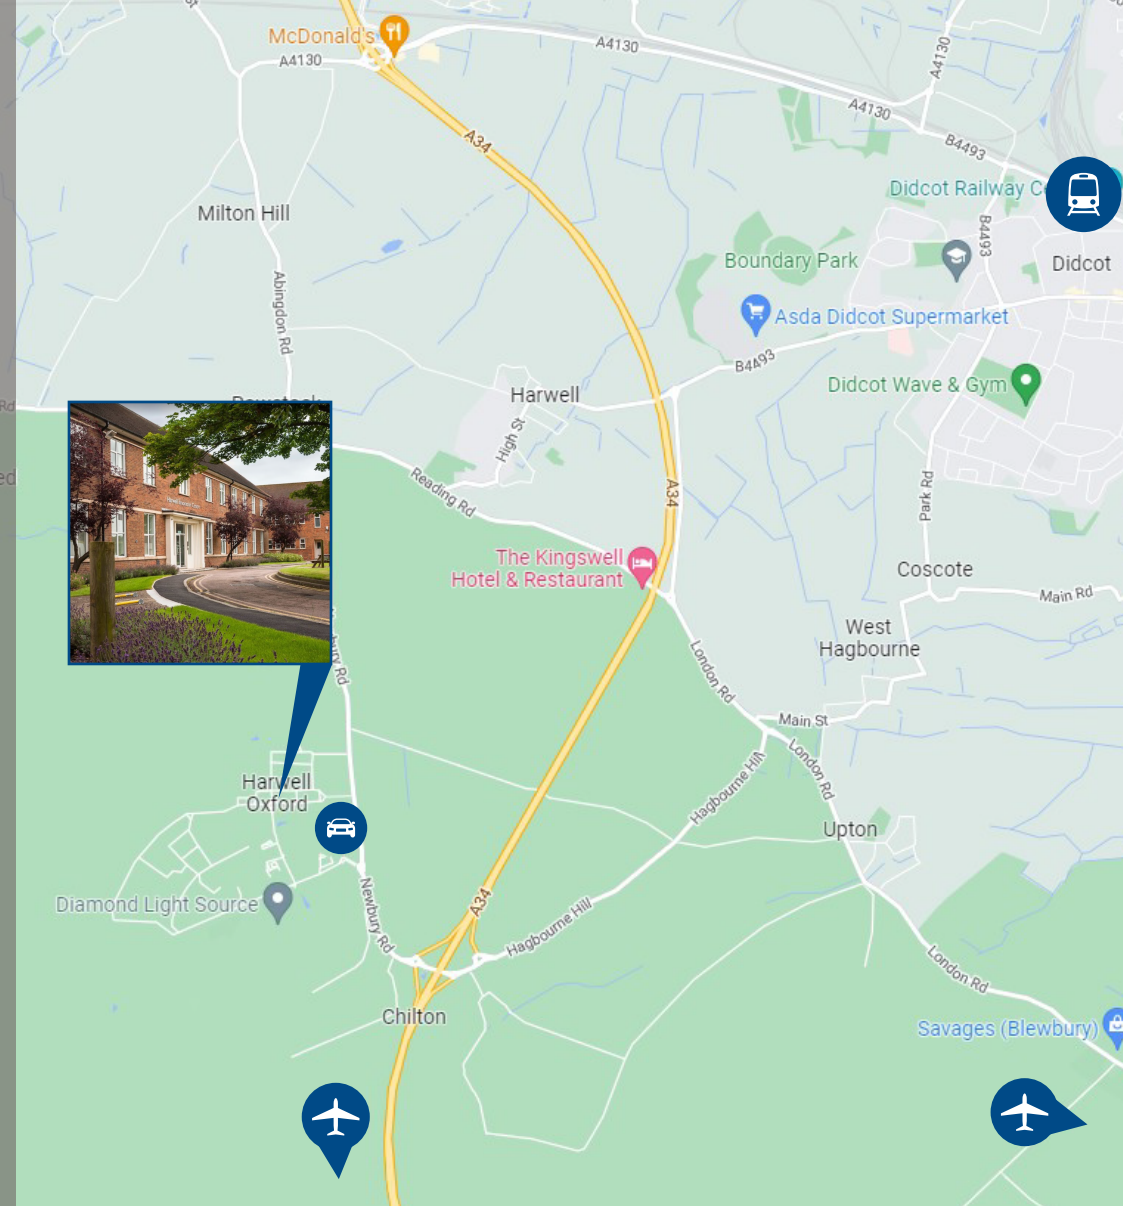 McDonald's
A4130
A4130
A4130
A4130
B4493
A34
Didcot Railway
Milton Hill
B4493
Boundary Park
Didcot
Abingdon Rd
Asda Didcot Supermarket
B4493
Didcot Wave & Gym
Harwell
Rd
High St
Reading Rd
A34
Park Rd
The Kingswell
Hotel & Restaurant
Coscote
Main Rd
West
Hagbourne
London Rd
Main St
London Rd
Hagbourne Hill
Harwell
Oxford
Upton
Diamond Light Source
Newbury Rd
A34
Hagbourne Hill
London Rd
Chilton
Savages (Blewbury)